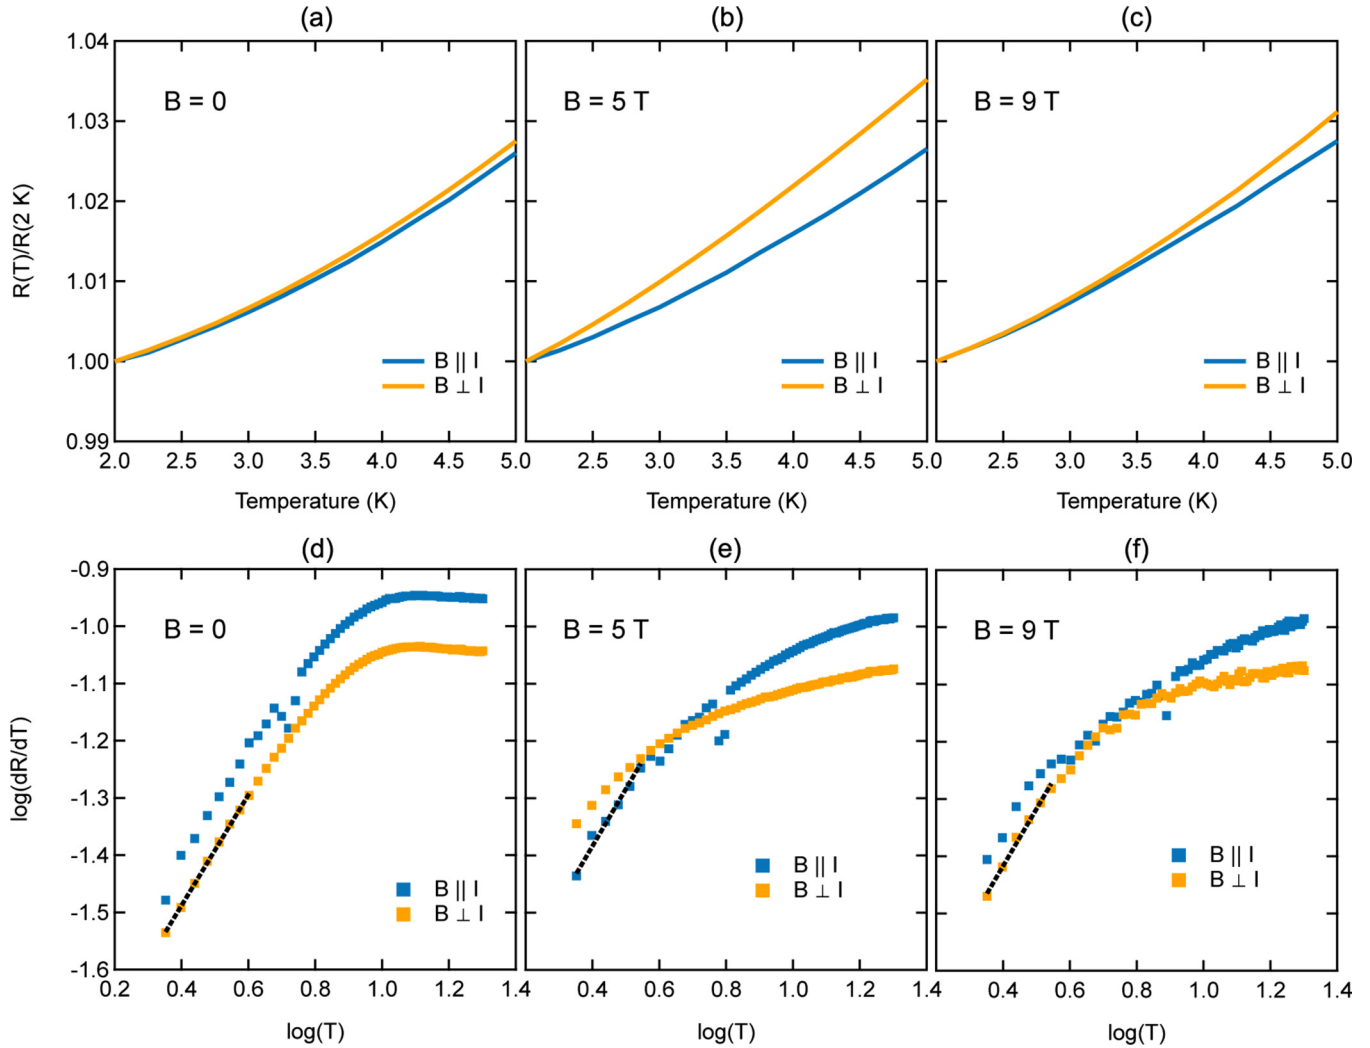 (a)
(b)
(c)
1.04
1.03
1.02
1.01
1.00
0.99
R(T)/R(2 K)
B = 0
B = 5 T
B = 9 T
B || I
B ⊥ I
B || I
B ⊥ I
B || I
B ⊥ I
2.0 2.5 3.0 3.5 4.0 4.5 5.0
2.5 3.0 3.5 4.0 4.5 5.0
2.5 3.0 3.5 4.0 4.5 5.0
Temperature (K)
Temperature (K)
Temperature (K)
(d)
(e)
(f)
-0.9
-1.0
-1.1
-1.2
-1.3
-1.4
-1.5
-1.6
log(dR/dT)
B = 0
B = 5 T
B = 9 T
B || I
B ⊥ I
B || I
B ⊥ I
B || I
B ⊥ I
0.2 0.4 0.6 0.8 1.0 1.2 1.4
0.4 0.6 0.8 1.0 1.2 1.4
0.4 0.6 0.8 1.0 1.2 1.4
log(T)
log(T)
log(T)